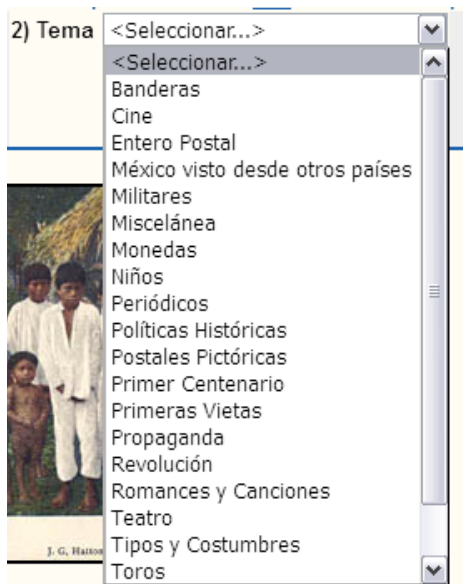 2) Tema <Seleccionar...>
<Seleccionar...>
Banderas
Cine
Entero Postal
México visto desde otros países
Militares
Miscelánea
Monedas
Niños
Periódicos
Políticas Históricas
Postales Pictóricas
Primer Centenario
Primeras Vietas
Propaganda
Revolución
Romances y Canciones
Teatro
Tipos y Costumbres
Toros
J. G. Hatton